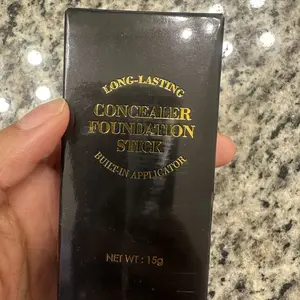 LONG-LASTING
CONCEALER
FOUNDATION
STICK
BUILT-IN APPLICATOR
NET WT : 15g